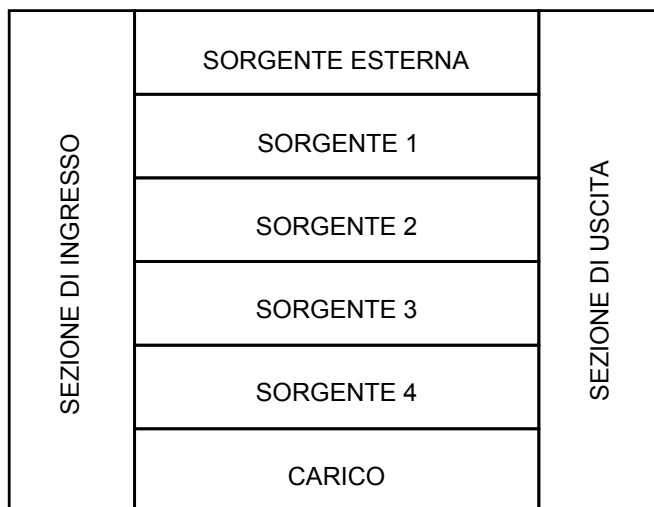 SEZIONE DI INGRESSO
SORGENTE ESTERNA
SORGENTE 1
SORGENTE 2
SORGENTE 3
SORGENTE 4
CARICO
SEZIONE DI USCITA